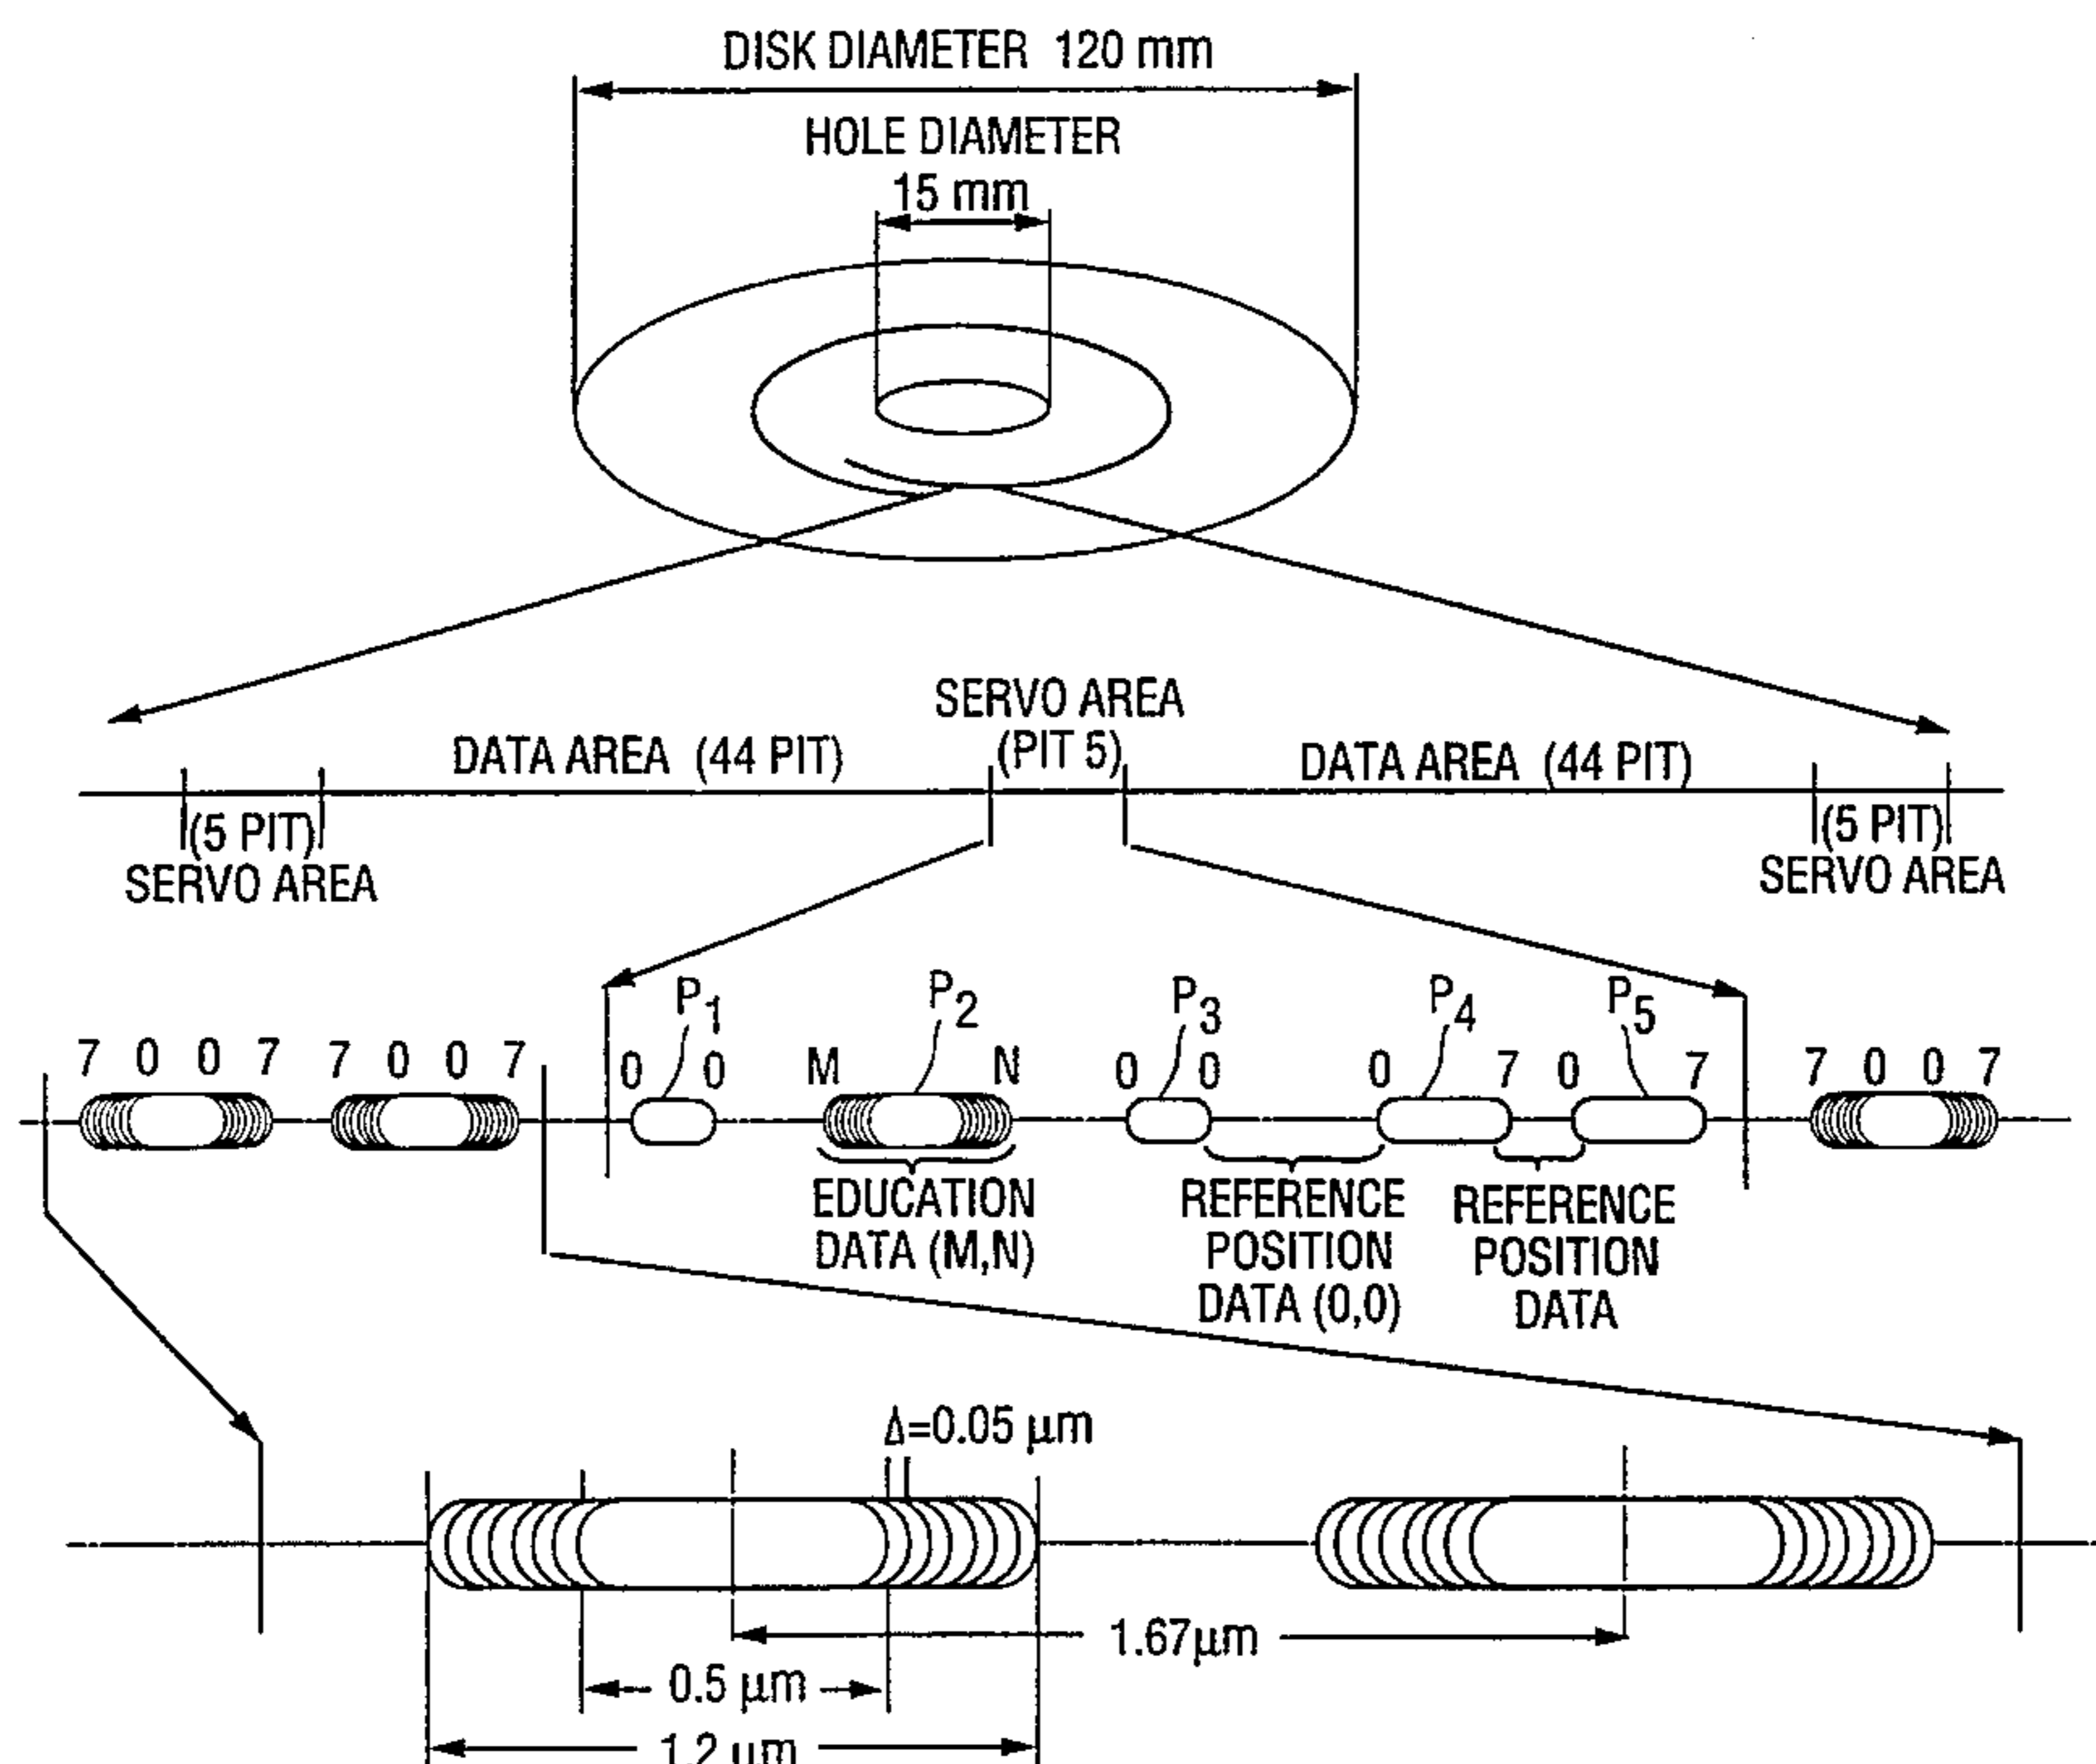 DISK DIAMETER 120 mm
HOLE DIAMETER
15 mm
SERVO AREA
(PIT 5)
DATA AREA (44 PIT)
DATA AREA (44 PIT)
(5 PIT)
SERVO AREA
(5 PIT)
SERVO AREA
P1 P2 P3 P4 P5
7 0 0 7 7 0 0 7 0 0 M N 0 0 0 7 0 7 7 0 0 7
EDUCATION
DATA (M,N)
REFERENCE
POSITION
DATA (0,0)
REFERENCE
POSITION
DATA
Δ=0.05 μm
1.67μm
0.5 μm
1.2 μm